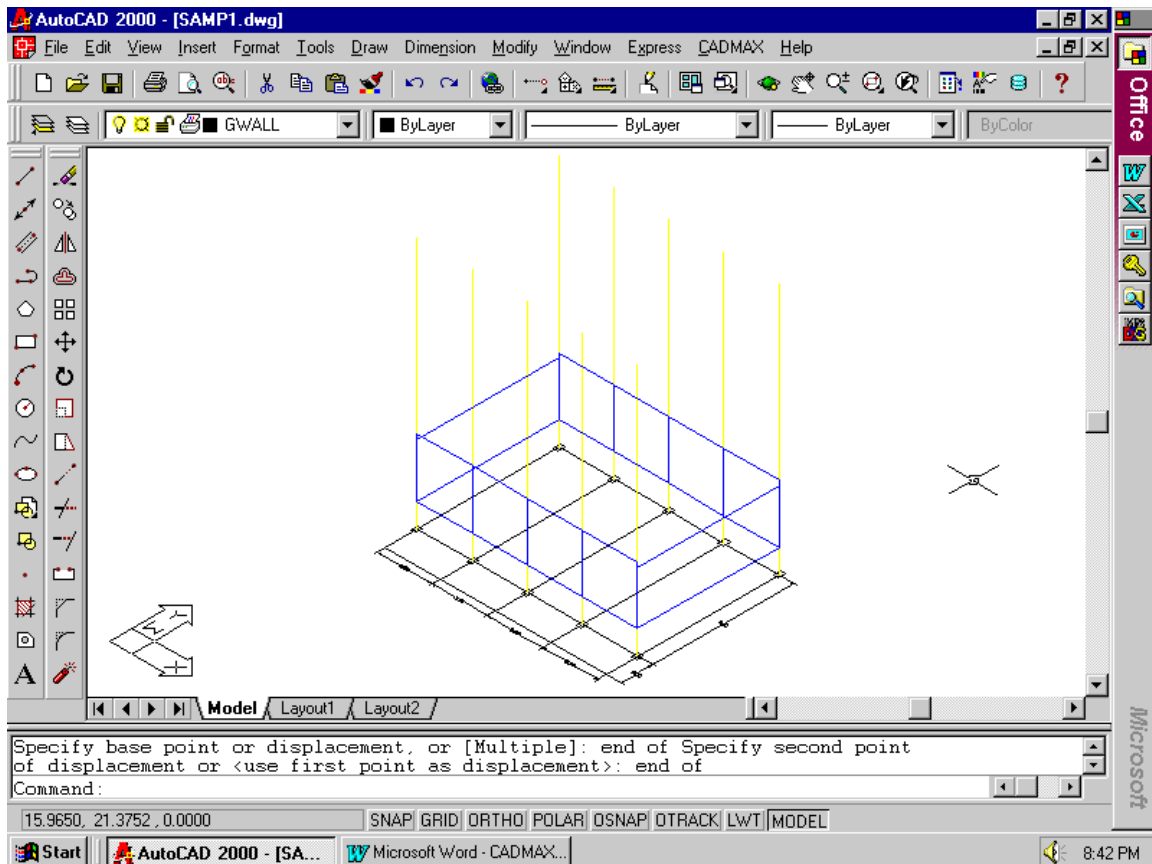 AutoCAD 2000 - [SAMP1.dwg]
File Edit View Insert Format Tools Draw Dimension Modify Window Express CADMAX Help
GWALL ByLayer ByLayer ByLayer ByColor
Office
A
Model Layout1 Layout2
Specify base point or displacement, or [Multiple]: end of Specify second point
of displacement or <use first point as displacement>: end of
Command:
15.9650, 21.3752 ,0.0000 SNAP GRID ORTHO POLAR OSNAP OTRACK LWT MODEL
Microsoft
Start AutoCAD 2000 - [SA... Microsoft Word - CADMAX... 8:42 PM